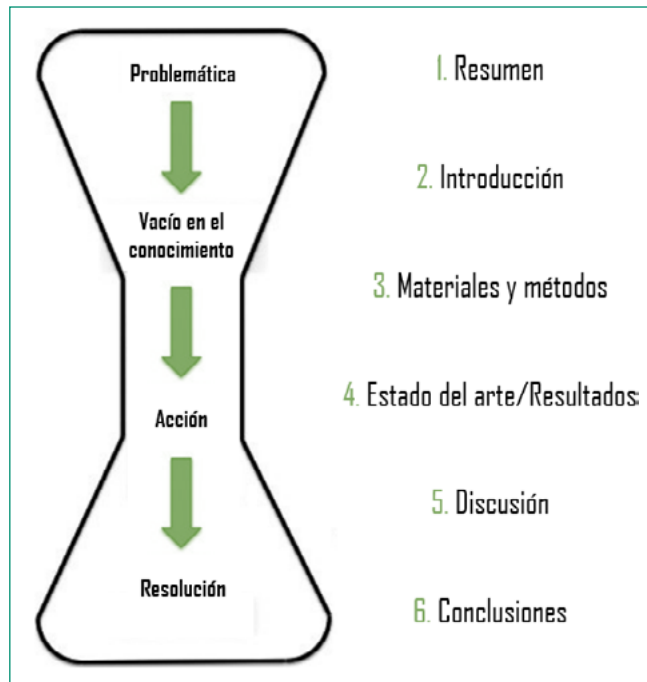 Problemática
Vacío en el
conocimiento
Acción
Resolución
1. Resumen
2. Introducción
3. Materiales y métodos
4. Estado del arte/Resultados:
5. Discusión
6. Conclusiones